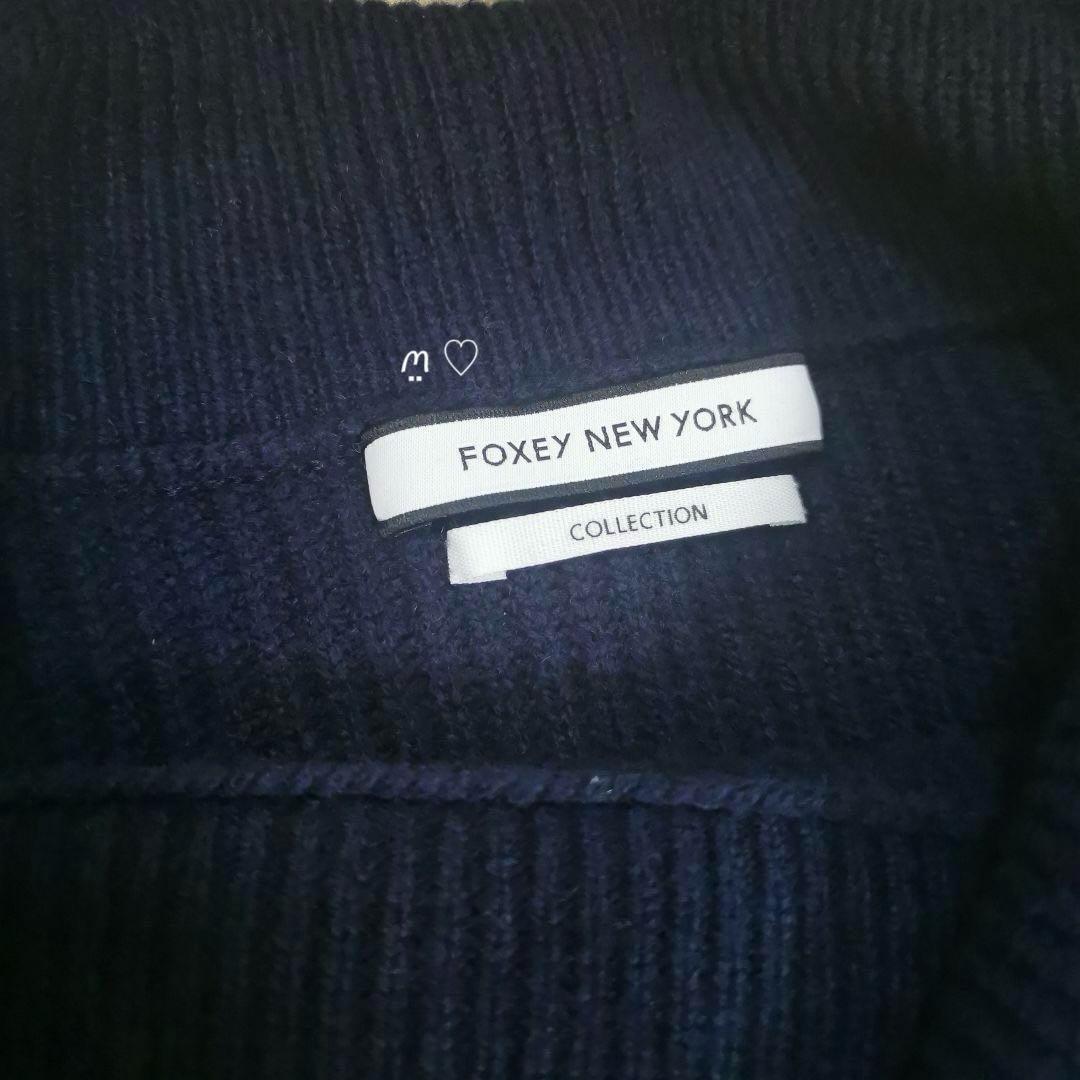 ጠ̤ ♡
FOXEY NEW YORK
COLLECTION